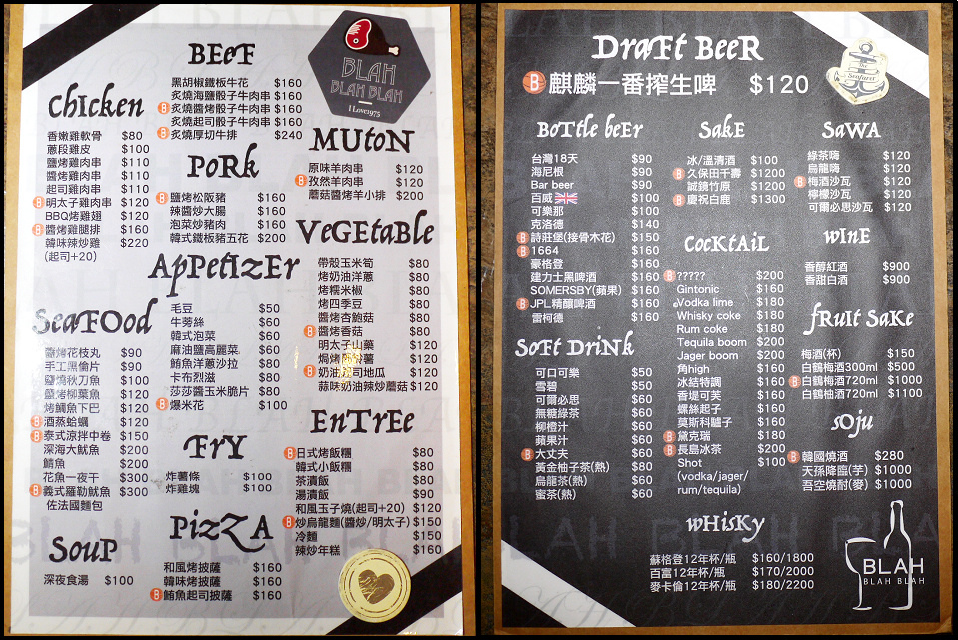 BEeF
黑胡椒鐵板牛花 $160
炙燒海鹽骰子牛肉串 $160
B 炙燒醬烤骰子牛肉串 $160
炙燒起司骰子牛肉串 $160
B 炙燒厚切牛排 $240
BLAH
BLAH BLAH
I Love1975
ChIcken
香嫩雞軟骨 $80
蔥段雞皮 $100
鹽烤雞肉串 $110
醬烤雞肉串 $110
起司雞肉串 $110
B 明太子雞肉串 $120
BBQ烤雞翅 $120
B 醬烤雞腿排 $160
韓味辣炒雞 $220
(起司+20)
PoRk
B 鹽烤松阪豬 $160
辣醬炒大腸 $160
泡菜炒豬肉 $160
韓式鐵板豬五花 $200
MUtoN
原味羊肉串 $120
B 孜然羊肉串 $120
蘑菇醬烤羊小排 $200
VeGEtaBle
帶殼玉米筍 $80
烤奶油洋蔥 $80
烤糯米椒 $80
烤四季豆 $80
醬烤杏鮑菇 $80
B 醬烤香菇 $80
明太子山藥 $120
焗烤 薯 $120
B 奶油 司地瓜 $120
蒜味奶油辣炒蘑菇 $120
ApPetIzEr
毛豆 $50
牛蒡絲 $60
韓式泡菜 $60
麻油鹽高麗菜 $60
鮪魚洋蔥沙拉 $80
卡布烈滋 $80
莎莎醬玉米脆片 $80
B 爆米花 $100
SeaFOOd
鹽烤花枝丸 $90
手工黑倫片 $90
鹽燒秋刀魚 $100
鹽烤柳葉魚 $120
烤鯛魚下巴 $120
B 酒蒸蛤蠣 $120
B 泰式涼拌中卷 $150
深海大魷魚 $200
鯖魚 $200
花魚一夜干 $300
B 義式羅勒魷魚 $300
佐法國麵包
FrY
炸薯條 $100
炸雞塊 $100
EnTrEe
B 日式烤飯糰 $80
韓式小飯糰 $80
茶漬飯 $80
湯漬飯 $90
和風玉子燒(起司+20) $120
B 炒烏龍麵(醬炒/明太子) $150
冷麵 $150
辣炒年糕 $160
SouP
深夜食湯 $100
PizZA
和風烤披薩 $160
韓味烤披薩 $160
B 鮪魚起司披薩 $160
DraFt BeeR
B 麒麟一番搾生啤 $120
The Seafarer
BoTtle beEr
台灣18天 $90
海尼根 $90
Bar beer $90
百威 $100
可樂那 $100
克洛德 $140
B 詩莊堡(接骨木花) $150
B 1664 $160
豪格登 $160
建力士黑啤酒 $160
SOMERSBY(蘋果) $160
B JPL精釀啤酒 $160
雷柯德 $160
SakE
冰/溫清酒 $100
B 久保田千壽 $1200
誠鏡竹原 $1200
B 慶祝白鹿 $1300
SaWA
綠茶嗨 $120
烏龍嗨 $120
B 梅酒沙瓦 $120
檸檬沙瓦 $120
可爾必思沙瓦 $120
cocKtAiL
B ????? $200
Gintonic $160
Vodka lime $180
Whisky coke $180
Rum coke $180
Tequila boom $200
Jager boom $200
角high $160
冰結特調 $160
香堤可芙 $160
螺絲起子 $160
莫斯科驢子 $160
B 黛克瑞 $180
B 長島冰茶 $200
Shot $100
(vodka/jager/
rum/tequila)
wInE
香醇紅酒 $900
香甜白酒 $900
fRuIt SaKe
梅酒(杯) $150
白鶴梅酒300ml $500
B 白鶴梅酒720ml $1000
白鶴柚酒720ml $1100
SoFt DriNk
可口可樂 $50
雪碧 $50
可爾必思 $60
無糖綠茶 $60
柳橙汁 $60
蘋果汁 $60
B 大丈夫 $60
黃金柚子茶(熱) $80
烏龍茶(熱) $60
蜜茶(熱) $60
sOju
B 韓國燒酒 $280
天孫降臨(芋) $1000
吾空燒酎(麥) $1000
wHisKy
蘇格登12年杯/瓶 $160/1800
百富12年杯/瓶 $170/2000
麥卡倫12年杯/瓶 $180/2200
BLAH
BLAH BLAH